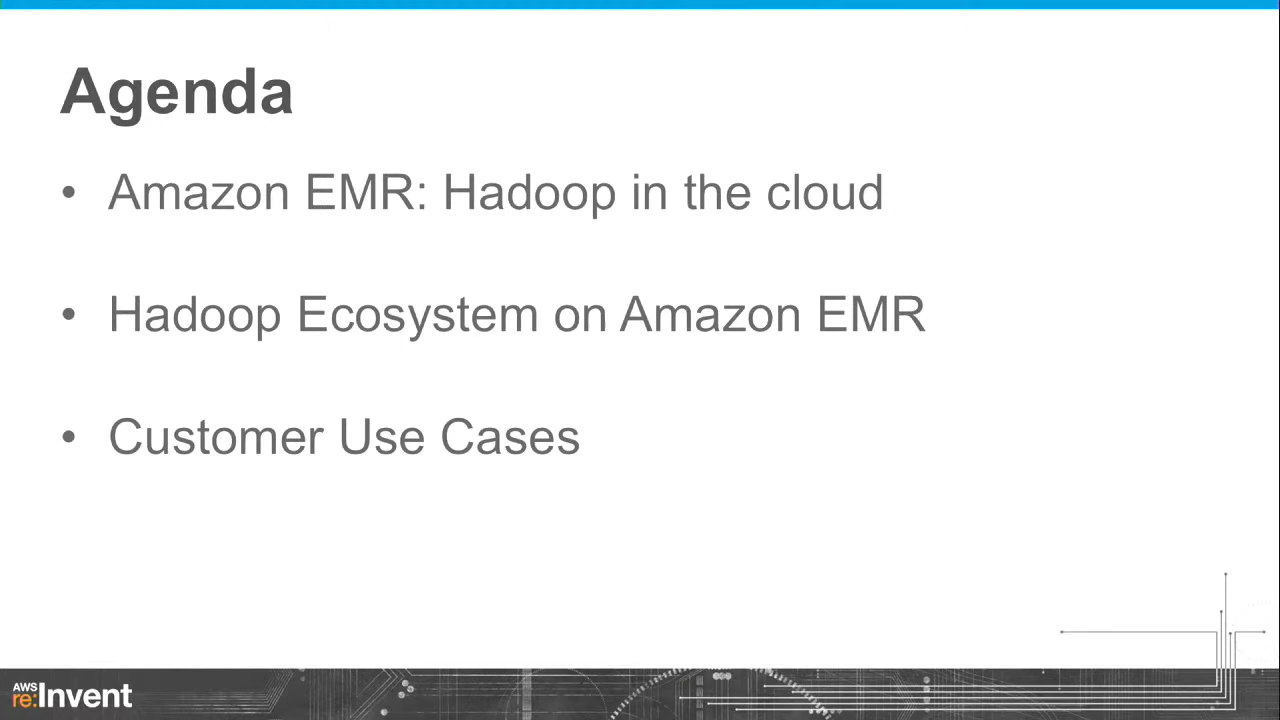 Agenda
• Amazon EMR: Hadoop in the cloud
• Hadoop Ecosystem on Amazon EMR
• Customer Use Cases
AWS
re:Invent